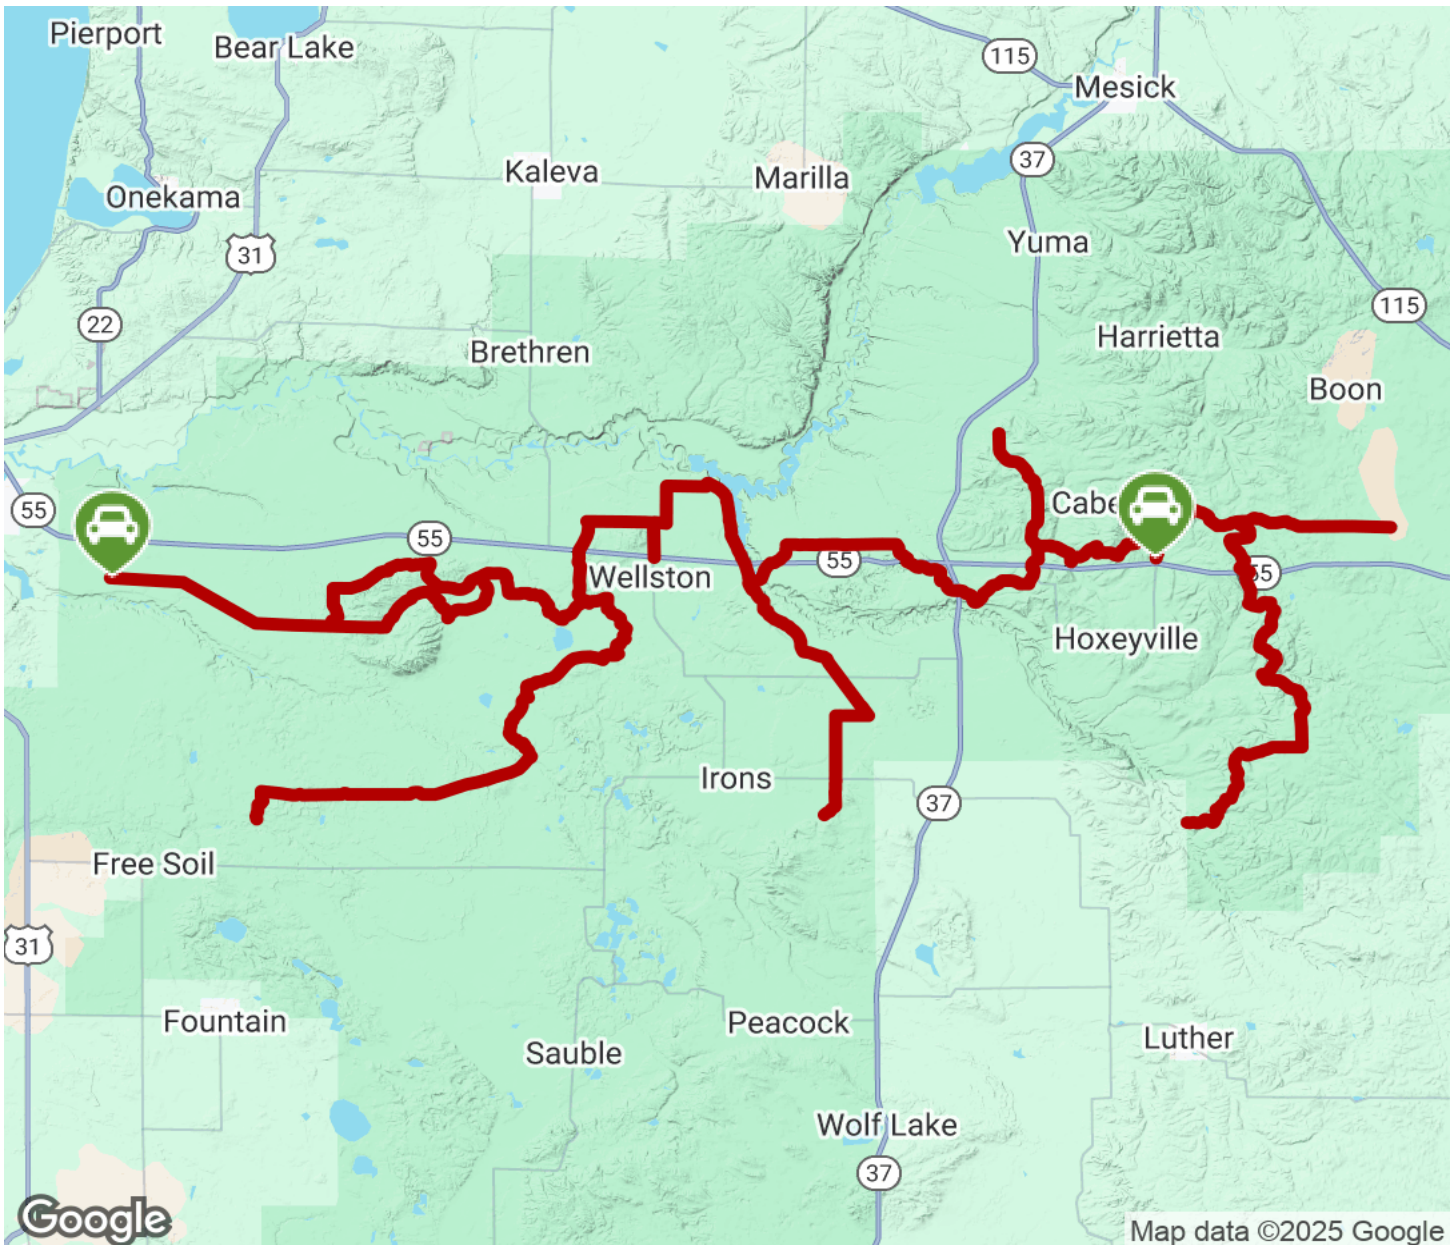 Pierport
Bear Lake
115
Mesick
37
Kaleva
Marilla
Onekama
Yuma
31
115
22
Harrietta
Brethren
Boon
55
Cabe
55
55
Wellston
55
Hoxeyville
Irons
37
Free Soil
31
Fountain
Peacock
Sauble
Luther
Wolf Lake
37
Google
Map data ©2025 Google